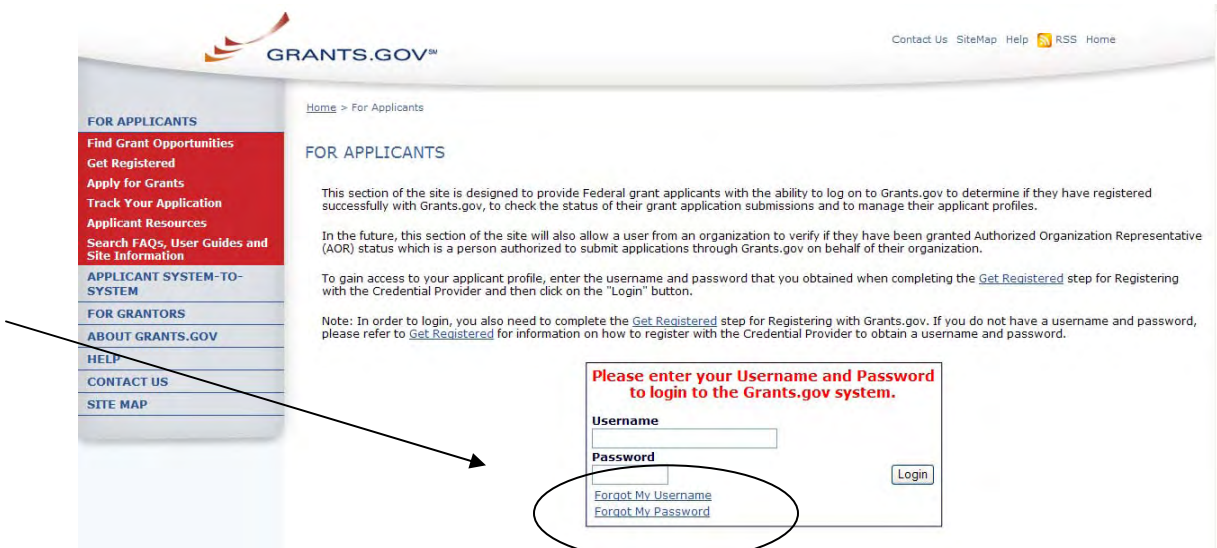 GRANTS.GOV℠
Contact Us SiteMap Help RSS Home
FOR APPLICANTS
Find Grant Opportunities
Get Registered
Apply for Grants
Track Your Application
Applicant Resources
Search FAQs, User Guides and
Site Information
APPLICANT SYSTEM-TO-
SYSTEM
FOR GRANTORS
ABOUT GRANTS.GOV
HELP
CONTACT US
SITE MAP
Home > For Applicants
FOR APPLICANTS
This section of the site is designed to provide Federal grant applicants with the ability to log on to Grants.gov to determine if they have registered
successfully with Grants.gov, to check the status of their grant application submissions and to manage their applicant profiles.
In the future, this section of the site will also allow a user from an organization to verify if they have been granted Authorized Organization Representative
(AOR) status which is a person authorized to submit applications through Grants.gov on behalf of their organization.
To gain access to your applicant profile, enter the username and password that you obtained when completing the Get Registered step for Registering
with the Credential Provider and then click on the "Login" button.
Note: In order to login, you also need to complete the Get Registered step for Registering with Grants.gov. If you do not have a username and password,
please refer to Get Registered for information on how to register with the Credential Provider to obtain a username and password.
Please enter your Username and Password
to login to the Grants.gov system.
Username
Password
Login
Forgot My Username
Forgot My Password